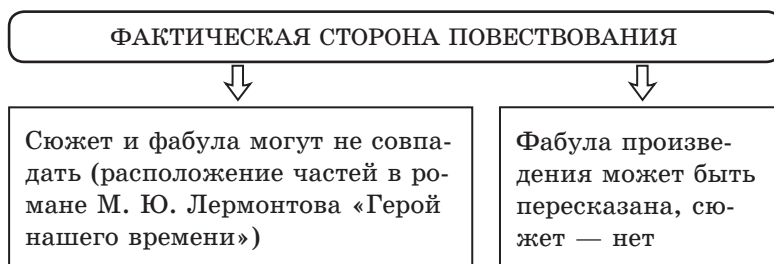 ФАКТИЧЕСКАЯ СТОРОНА ПОВЕСТВОВАНИЯ
Сюжет и фабула могут не совпа-
дать (расположение частей в ро-
мане М. Ю. Лермонтова «Герой
нашего времени»)
Фабула произве-
дения может быть
пересказана, сю-
жет — нет